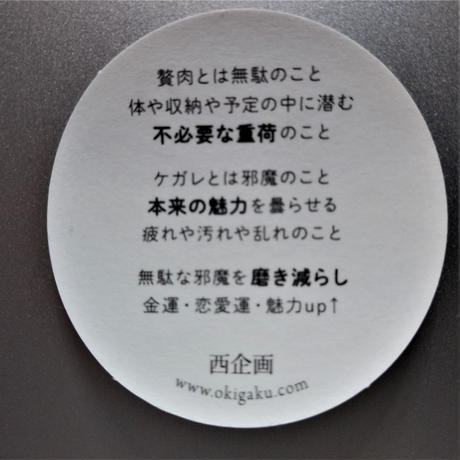 贅肉とは無駄のこと
体や収納や予定の中に潜む
不必要な重荷のこと
ケガレとは邪魔のこと
本来の魅力を曇らせる
疲れや汚れや乱れのこと
無駄な邪魔を磨き減らし
金運・恋愛運・魅力up↑
西企画
www.okigaku.com